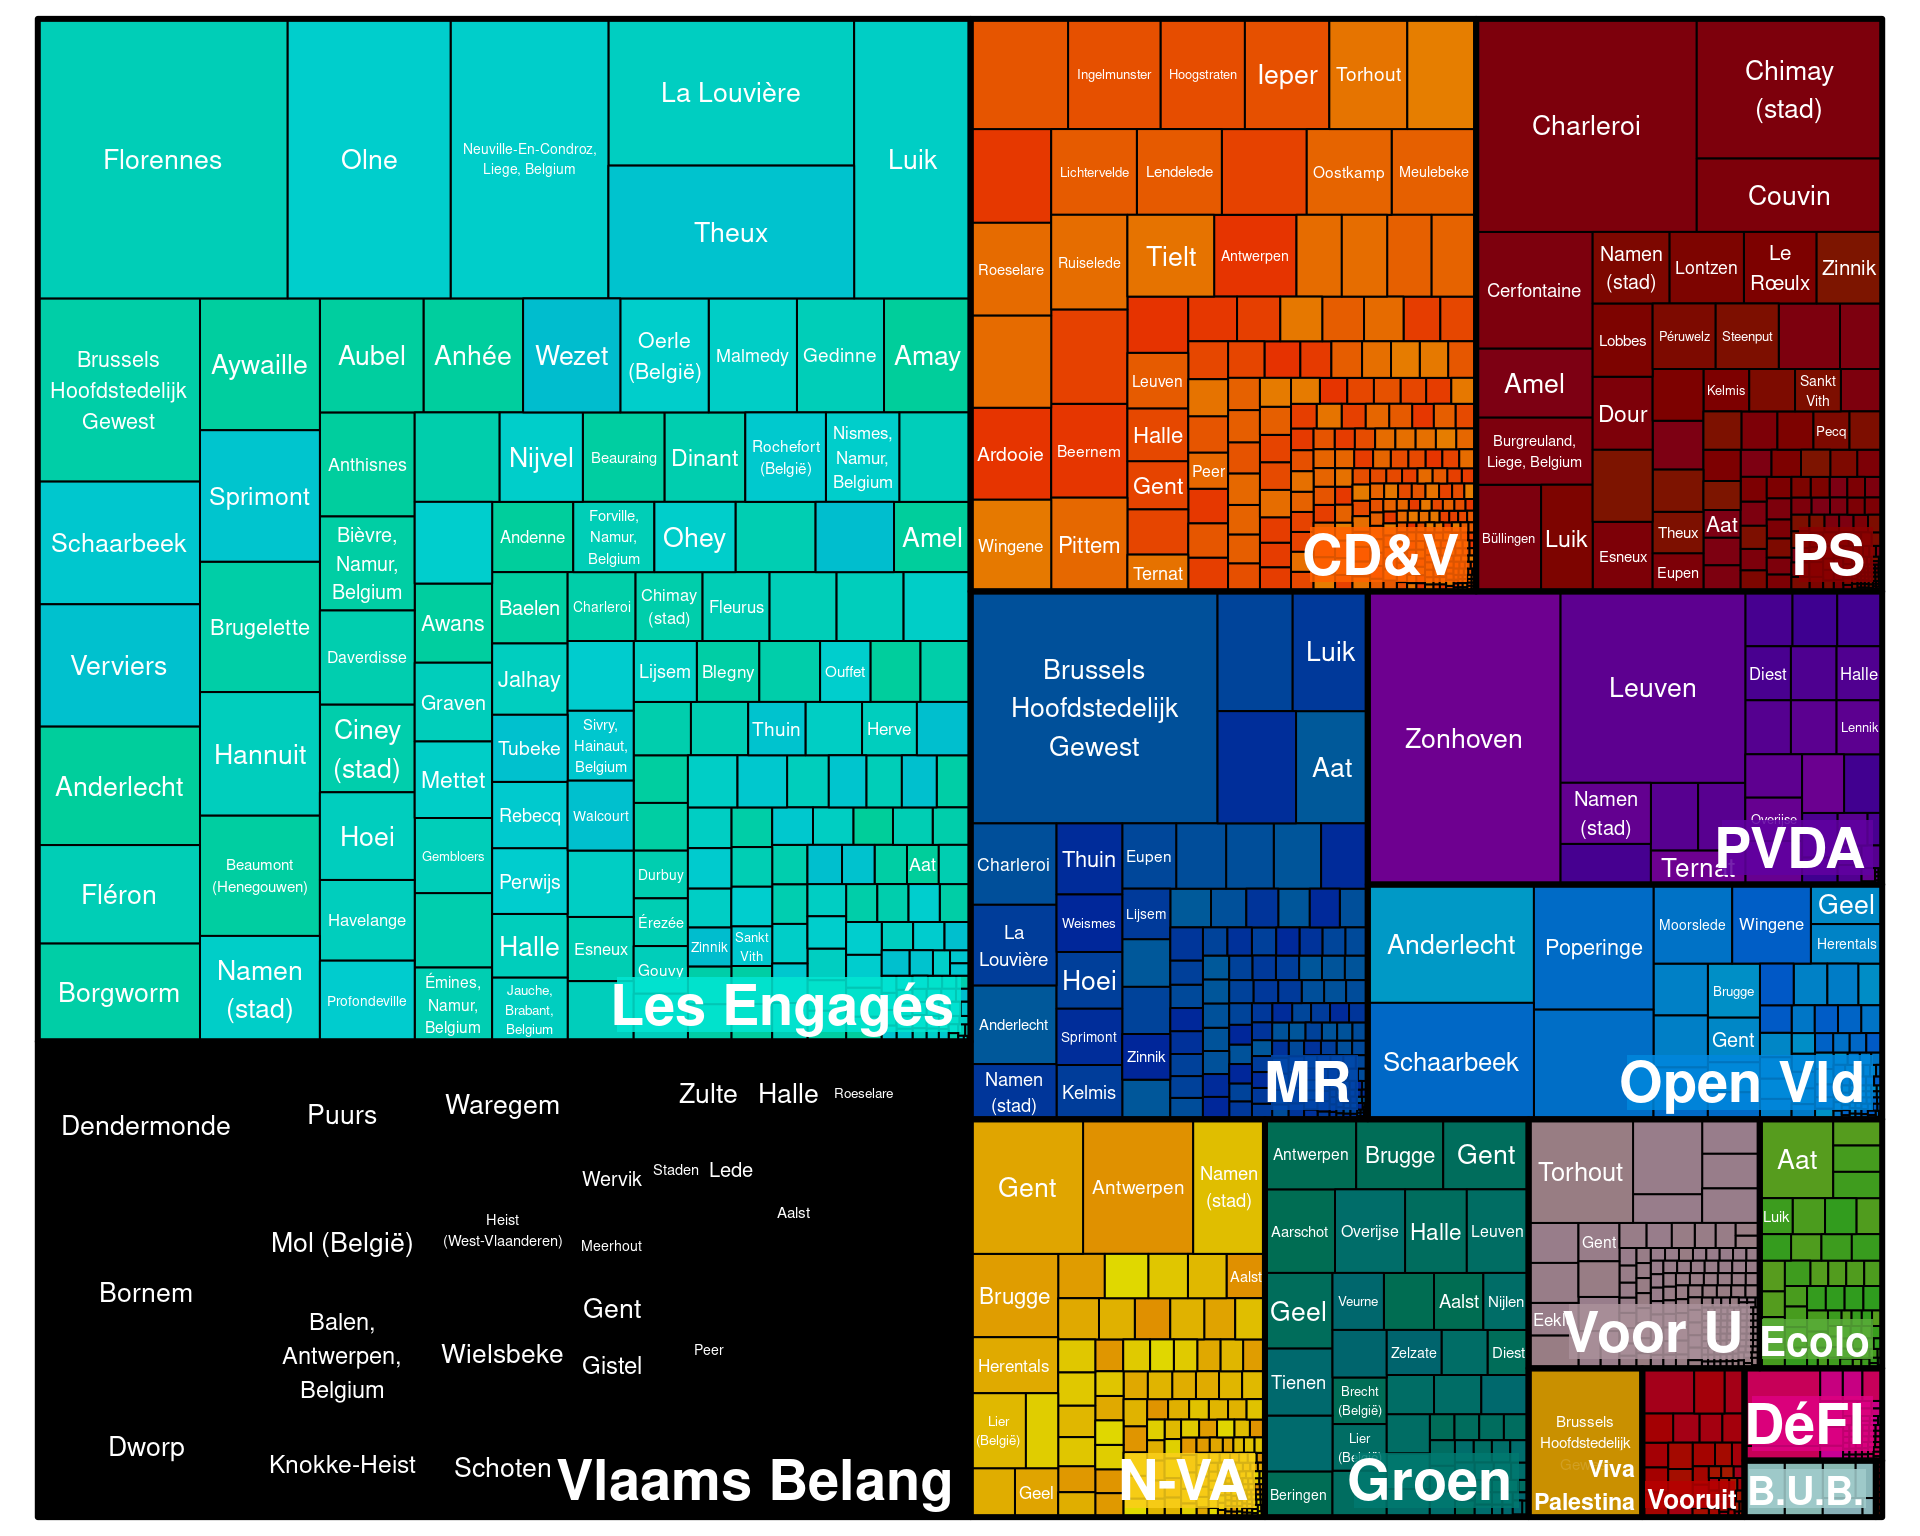 Florennes
Olne
Neuville-En-Condroz,
Liege, Belgium
La Louvière
Theux
Luik
Brussels
Hoofdstedelijk
Gewest
Aywaille
Aubel
Anhée
Wezet
Oerle
(België)
Malmedy
Gedinne
Amay
Schaarbeek
Sprimont
Anthisnes
Nijvel
Beauraing
Dinant
Rochefort
(België)
Nismes,
Namur,
Belgium
Bièvre,
Namur,
Belgium
Andenne
Forville,
Namur,
Belgium
Ohey
Amel
Verviers
Brugelette
Daverdisse
Awans
Baelen
Charleroi
Chimay
(stad)
Fleurus
Jalhay
Lijsem
Blegny
Ouffet
Graven
Anderlecht
Hannuit
Ciney
(stad)
Mettet
Tubeke
Sivry,
Hainaut,
Belgium
Thuin
Herve
Hoei
Rebecq
Walcourt
Fléron
Beaumont
(Henegouwen)
Gembloers
Perwijs
Durbuy
Aat
Havelange
Halle
Esneux
Érezée
Zinnik
Sankt
Vith
Gouvy
Borgworm
Namen
(stad)
Profondeville
Émines,
Namur,
Belgium
Jauche,
Brabant,
Belgium
Les Engagés
Ingelmunster
Hoogstraten
Ieper
Torhout
Lichtervelde
Lendelede
Oostkamp
Meulebeke
Roeselare
Ruiselede
Tielt
Antwerpen
Leuven
Ardooie
Beernem
Halle
Gent
Peer
Wingene
Pittem
Ternat
CD&V
Charleroi
Chimay
(stad)
Couvin
Cerfontaine
Namen
(stad)
Lontzen
Le
Rœulx
Zinnik
Lobbes
Péruwelz
Steenput
Amel
Dour
Kelmis
Sankt
Vith
Pecq
Burgreuland,
Liege, Belgium
Büllingen
Luik
Esneux
Theux
Eupen
Aat
PS
Brussels
Hoofdstedelijk
Gewest
Luik
Aat
Charleroi
Thuin
Eupen
La
Louvière
Weismes
Lijsem
Hoei
Anderlecht
Sprimont
Zinnik
Namen
(stad)
Kelmis
MR
Zonhoven
Leuven
Diest
Halle
Lennik
Namen
(stad)
Overijse
Ternat
PVDA
Anderlecht
Poperinge
Moorslede
Wingene
Geel
Herentals
Schaarbeek
Brugge
Gent
Open Vld
Dendermonde
Puurs
Waregem
Zulte
Halle
Roeselare
Wervik
Staden
Lede
Aalst
Mol (België)
Heist
(West-Vlaanderen)
Meerhout
Bornem
Balen,
Antwerpen,
Belgium
Wielsbeke
Gent
Gistel
Peer
Dworp
Knokke-Heist
Schoten
Vlaams Belang
Gent
Antwerpen
Namen
(stad)
Brugge
Aalst
Herentals
Lier
(België)
Geel
N-VA
Antwerpen
Brugge
Gent
Aarschot
Overijse
Halle
Leuven
Geel
Veurne
Aalst
Nijlen
Zelzate
Diest
Tienen
Brecht
(België)
Lier
Beringen
Groen
Torhout
Gent
Voor U
Aat
Luik
Ecolo
Brussels
Hoofdstedelijk
Viva
Palestina
Vooruit
DéFI
B.U.B.